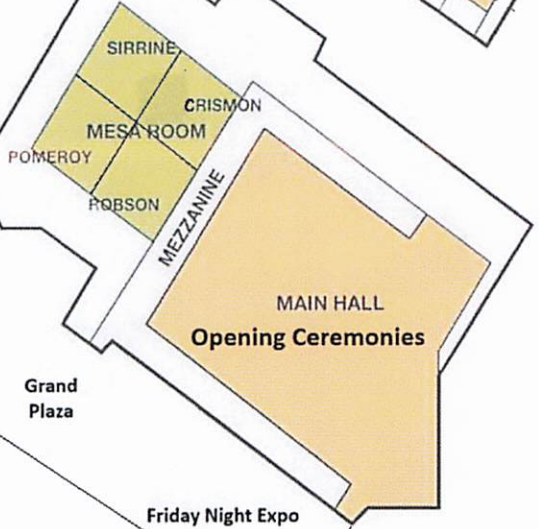 SIRRINE
CRISMON
MESA ROOM
POMEROY
ROBSON
MEZZANINE
MAIN HALL
Opening Ceremonies
Grand
Plaza
Friday Night Expo